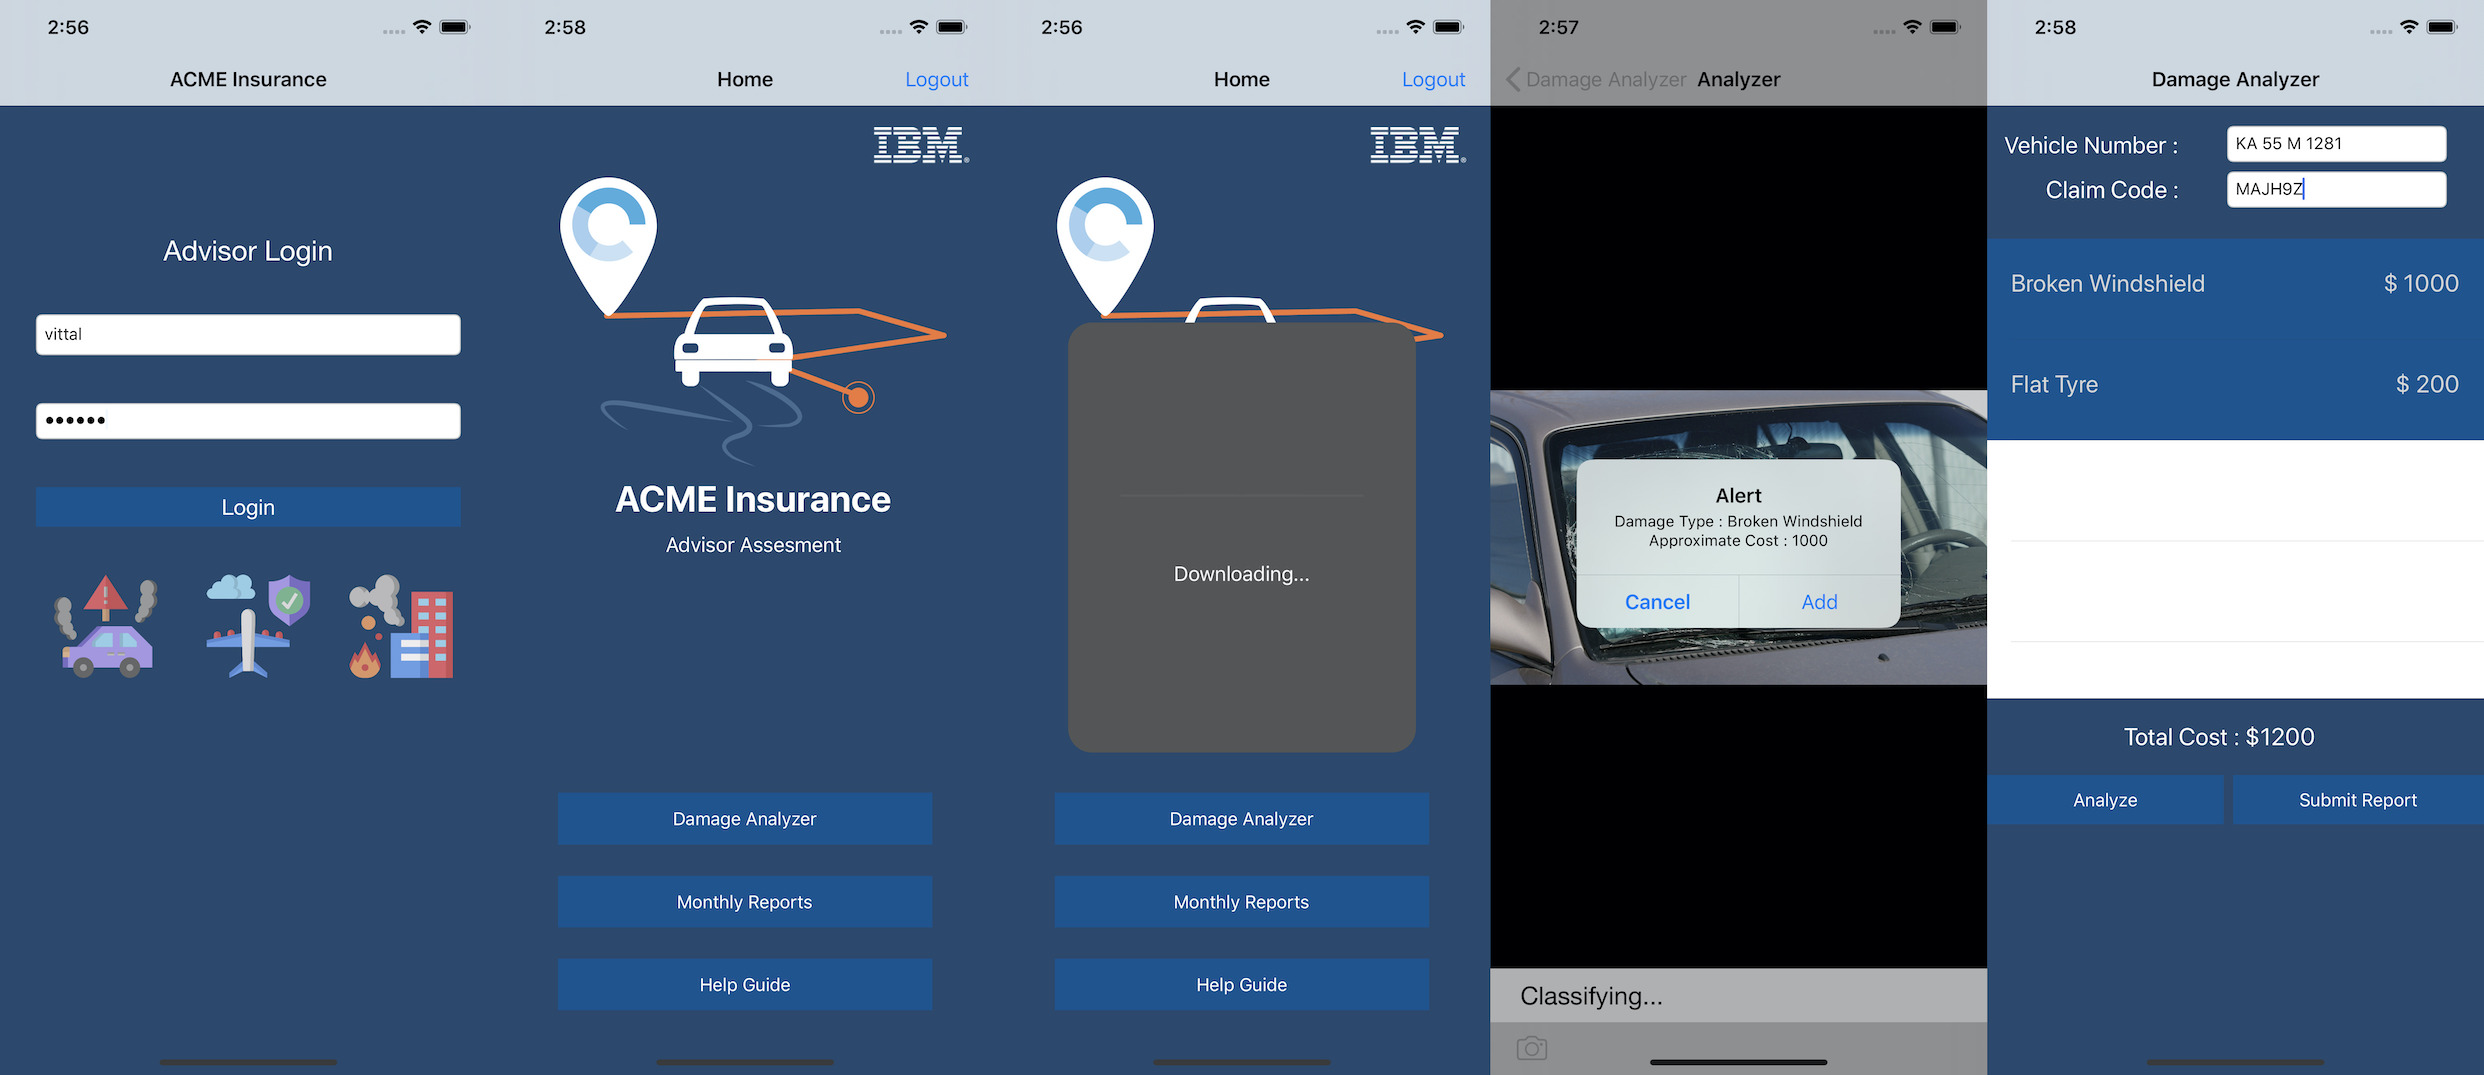 2:56
ACME Insurance
Advisor Login
vittal
••••••
Login
2:58
Home
Logout
IBM®
ACME Insurance
Advisor Assesment
Damage Analyzer
Monthly Reports
Help Guide
2:56
Home
Logout
IBM®
Downloading...
Damage Analyzer
Monthly Reports
Help Guide
2:57
Damage Analyzer Analyzer
Alert
Damage Type : Broken Windshield
Approximate Cost : 1000
Cancel Add
Classifying...
2:58
Damage Analyzer
Vehicle Number : KA 55 M 1281
Claim Code : MAJH9Z
Broken Windshield $ 1000
Flat Tyre $ 200
Total Cost : $1200
Analyze Submit Report